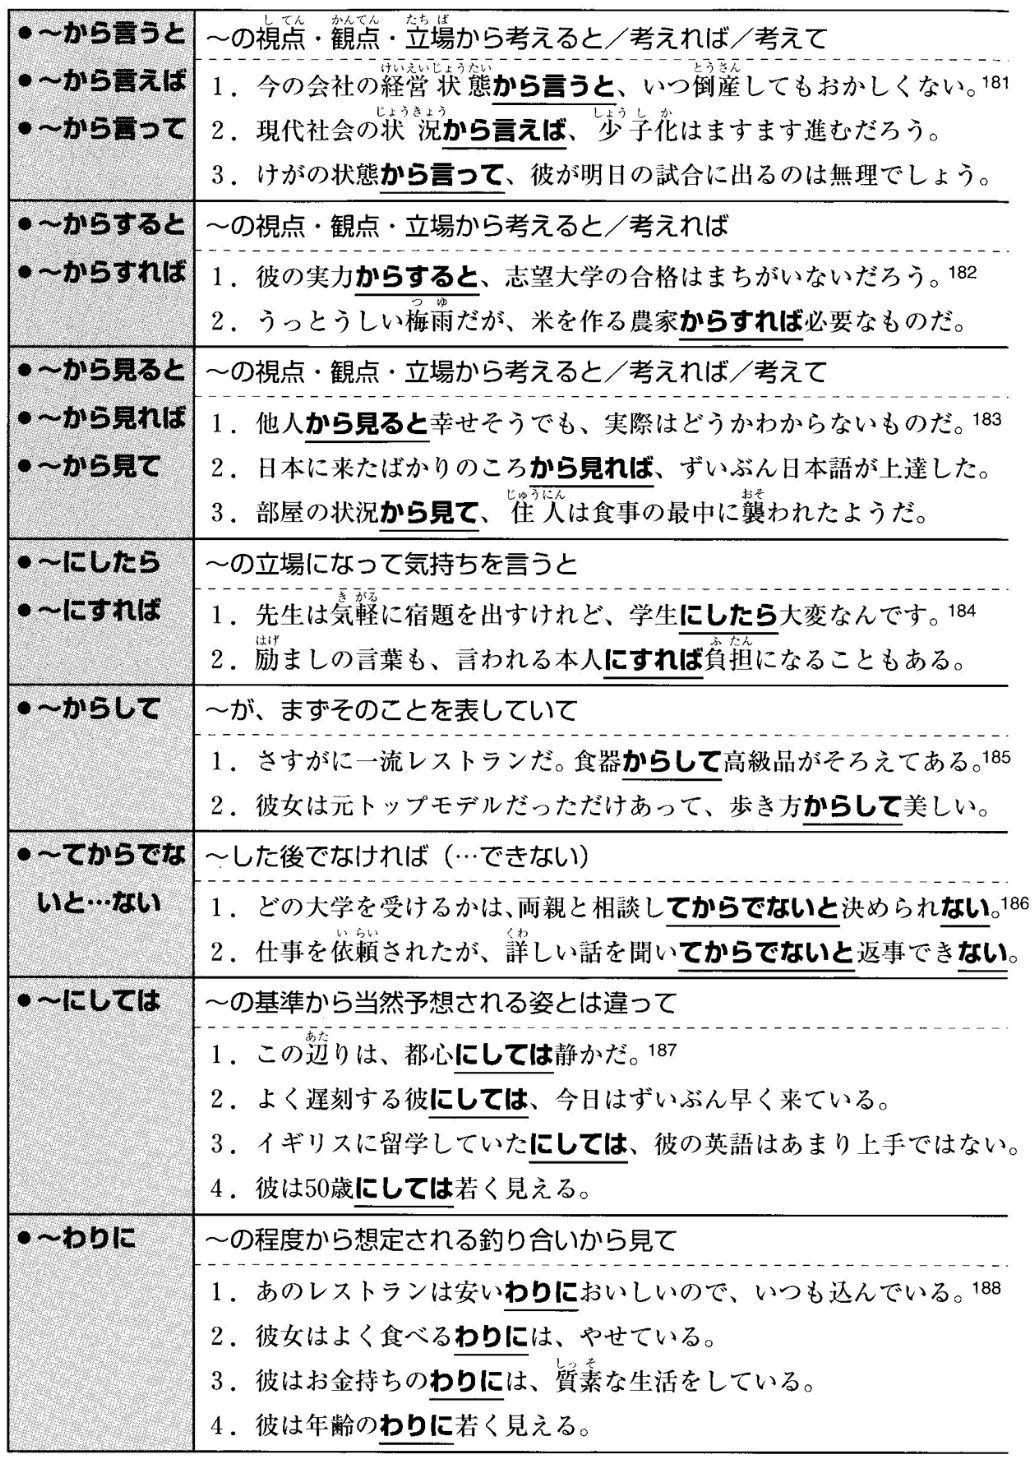 ●～から言うと ～の視点・観点・立場から考えると／考えれば／考えて
●～から言えば 1. 今の会社の経営状態から言うと、いつ倒産してもおかしくない。181
●～から言って 2. 現代社会の状況から言えば、少子化はますます進むだろう。
3. けがの状態から言って、彼が明日の試合に出るのは無理でしょう。
●～からすると ～の視点・観点・立場から考えると／考えれば
●～からすれば 1. 彼の実力からすると、志望大学の合格はまちがいないだろう。182
2. うっとうしい梅雨だが、米を作る農家からすれば必要なものだ。
●～から見ると ～の視点・観点・立場から考えると／考えれば／考えて
●～から見れば 1. 他人から見ると幸せそうでも、実際はどうかわからないものだ。183
●～から見て 2. 日本に来たばかりのころから見れば、ずいぶん日本語が上達した。
3. 部屋の状況から見て、住人は食事の最中に襲われたようだ。
●～にしたら ～の立場になって気持ちを言うと
●～にすれば 1. 先生は気軽に宿題を出すけれど、学生にしたら大変なんです。184
2. 励ましの言葉も、言われる本人にすれば負担になることもある。
●～からして ～が、まずそのことを表していて
1. さすがに一流レストランだ。食器からして高級品がそろえてある。185
2. 彼女は元トップモデルだっただけあって、歩き方からして美しい。
●～てからでな ～した後でなければ（…できない）
いと…ない 1. どの大学を受けるかは、両親と相談してからでないと決められない。186
2. 仕事を依頼されたが、詳しい話を聞いてからでないと返事できない。
●～にしては ～の基準から当然予想される姿とは違って
1. この辺りは、都心にしては静かだ。187
2. よく遅刻する彼にしては、今日はずいぶん早く来ている。
3. イギリスに留学していたにしては、彼の英語はあまり上手ではない。
4. 彼は50歳にしては若く見える。
●～わりに ～の程度から想定される釣り合いから見て
1. あのレストランは安いわりにおいしいので、いつも込んでいる。188
2. 彼女はよく食べるわりには、やせている。
3. 彼はお金持ちのわりには、質素な生活をしている。
4. 彼は年齢のわりに若く見える。